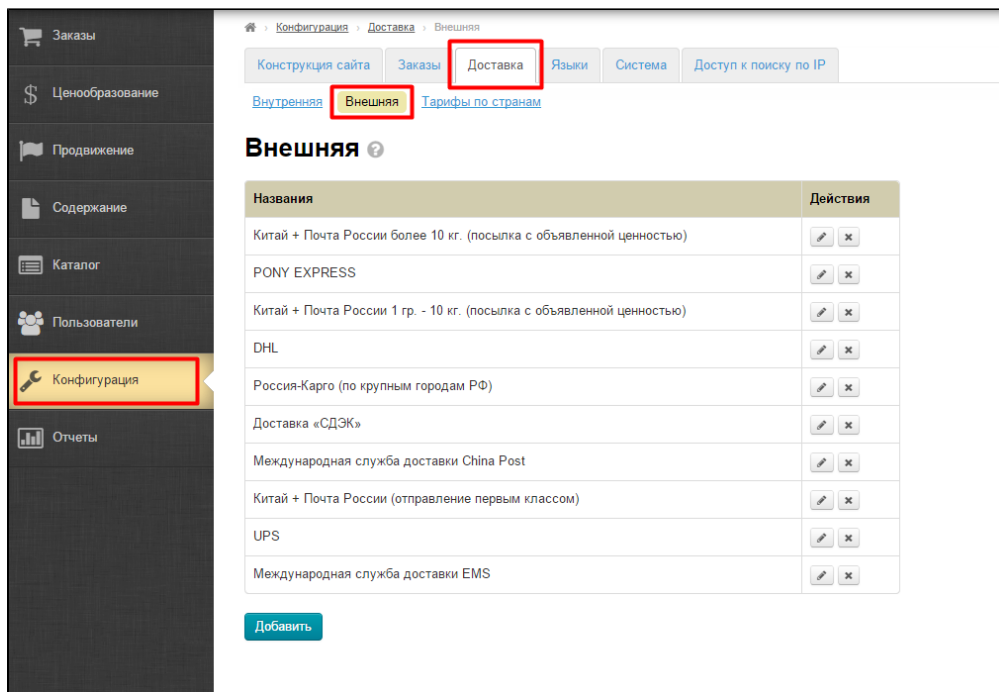 Заказы
Ценообразование
Продвижение
Содержание
Каталог
Пользователи
Конфигурация
Отчеты
Конфигурация › Доставка › Внешняя
Конструкция сайта Заказы Доставка Языки Система Доступ к поиску по IP
Внутренняя Внешняя Тарифы по странам
Внешняя ?
Названия Действия
Китай + Почта России более 10 кг. (посылка с объявленной ценностью)
PONY EXPRESS
Китай + Почта России 1 гр. - 10 кг. (посылка с объявленной ценностью)
DHL
Россия-Карго (по крупным городам РФ)
Доставка «СДЭК»
Международная служба доставки China Post
Китай + Почта России (отправление первым классом)
UPS
Международная служба доставки EMS
Добавить